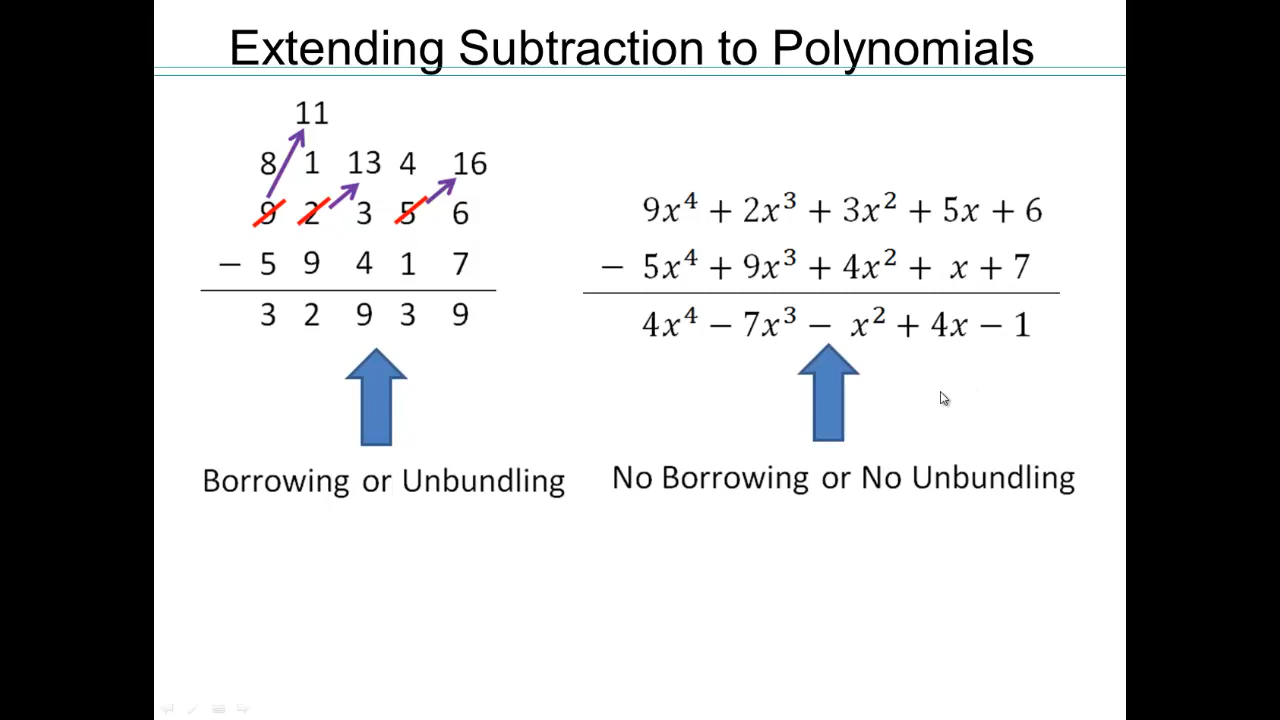 Extending Subtraction to Polynomials
11
8 1 13 4 16
9 2 3 5 6
− 5 9 4 1 7
3 2 9 3 9
Borrowing or Unbundling
9x⁴ + 2x³ + 3x² + 5x + 6
− 5x⁴ + 9x³ + 4x² + x + 7
4x⁴ − 7x³ − x² + 4x − 1
No Borrowing or No Unbundling